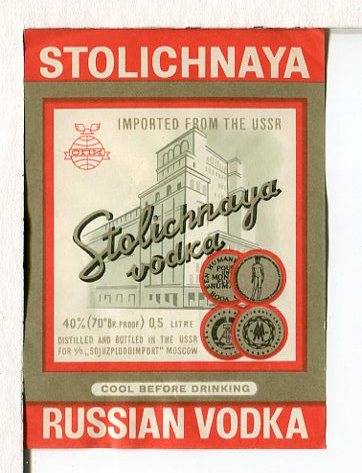 STOLICHNAYA
IMPORTED FROM THE USSR
Stolichnaya
vodka
40%(70°BR.PROOF) 0,5 LITRE
DISTILLED AND BOTTLED IN THE USSR
FOR V/O „SOJUZPLODOIMPORT" MOSCOW
COOL BEFORE DRINKING
RUSSIAN VODKA